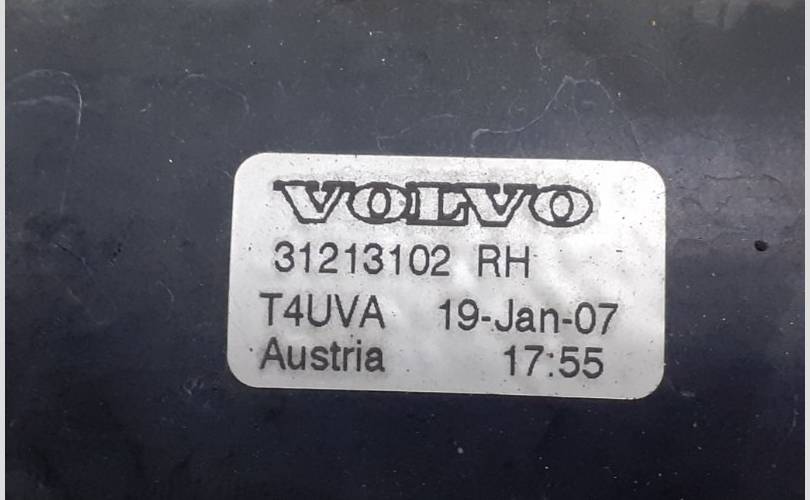 VOLVO
31213102 RH
T4UVA 19-Jan-07
Austria 17:55